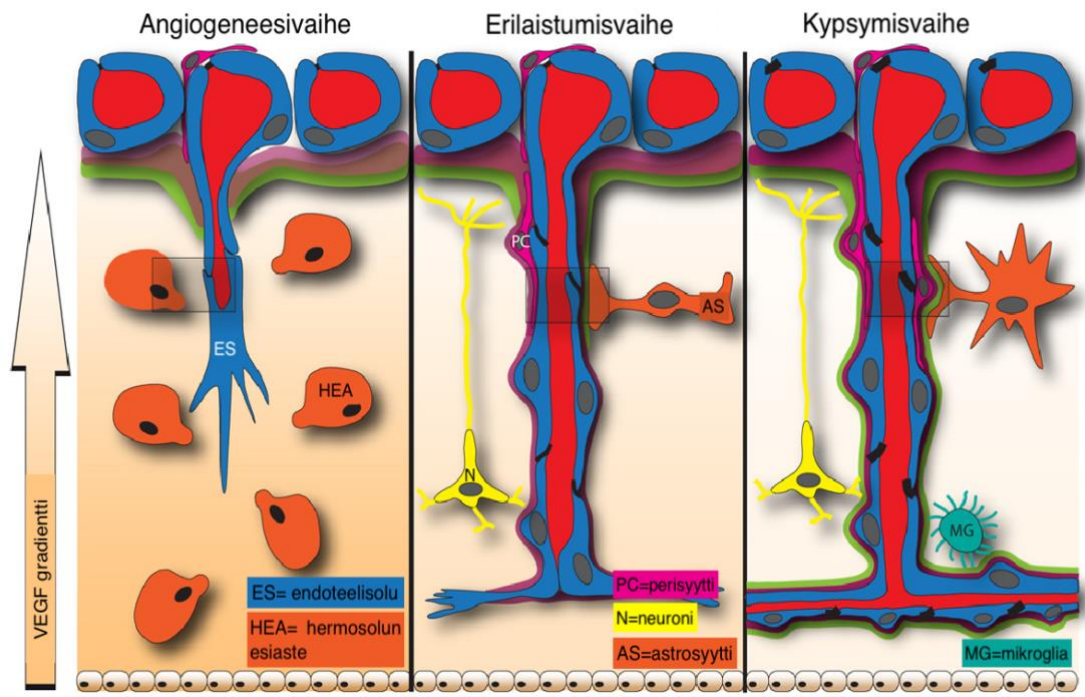 Angiogeneesivaihe
Erilaistumisvaihe
Kypsymisvaihe
VEGF gradientti
ES
HEA
ES= endoteelisolu
HEA= hermosolun
esiaste
PC
AS
N
PC=perisyytti
N=neuroni
AS=astrosyytti
MG
MG=mikroglia